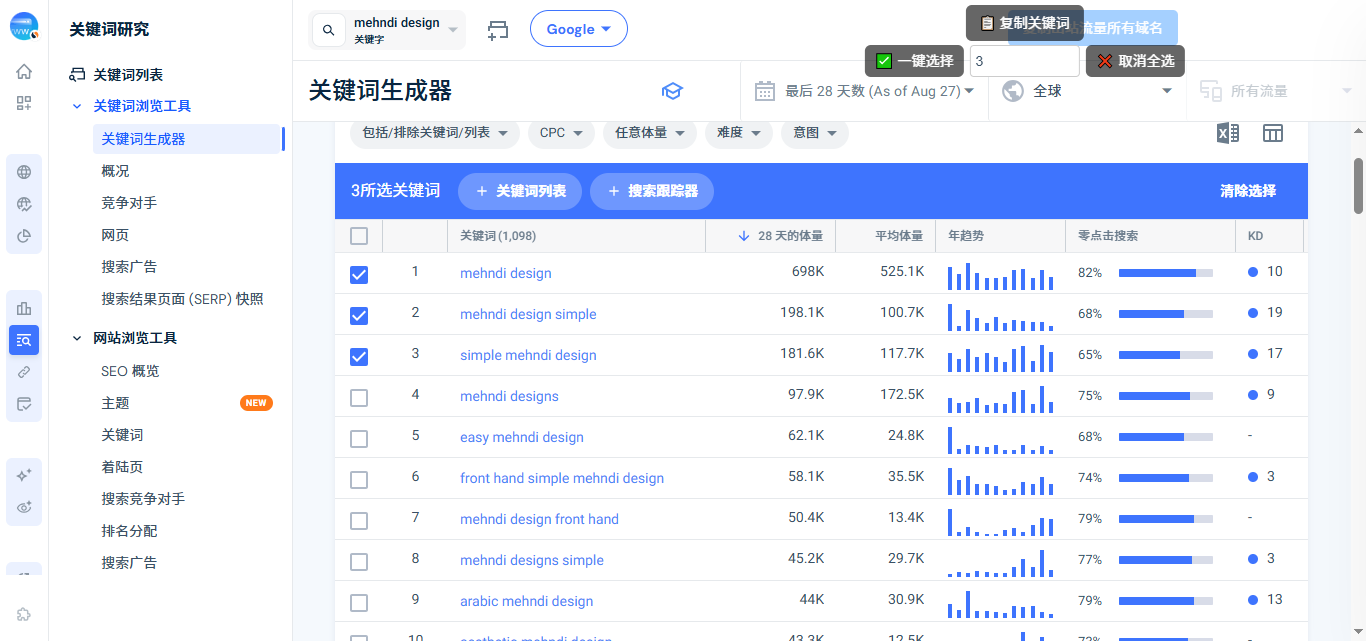 关键词研究
关键词列表
关键词浏览工具
关键词生成器
概况
竞争对手
网页
搜索广告
搜索结果页面 (SERP) 快照
网站浏览工具
SEO 概览
主题
NEW
关键词
着陆页
搜索竞争对手
排名分配
搜索广告
mehndi design
关键字
Google
复制关键词
流量所有域名
一键选择
3
取消全选
关键词生成器
最后 28 天数 (As of Aug 27)
全球
所有流量
包括/排除关键词/列表
CPC
任意体量
难度
意图
3所选关键词
+ 关键词列表
+ 搜索跟踪器
清除选择
关键词 (1,098)
28 天的体量
平均体量
年趋势
零点击搜索
KD
1 mehndi design 698K 525.1K 82% 10
2 mehndi design simple 198.1K 100.7K 68% 19
3 simple mehndi design 181.6K 117.7K 65% 17
4 mehndi designs 97.9K 172.5K 75% 9
5 easy mehndi design 62.1K 24.8K 68% -
6 front hand simple mehndi design 58.1K 35.5K 74% 3
7 mehndi design front hand 50.4K 13.4K 79% -
8 mehndi designs simple 45.2K 29.7K 77% 3
9 arabic mehndi design 44K 30.9K 79% 13
10 aesthetic mehndi design 43.3K 12.5K 73% -